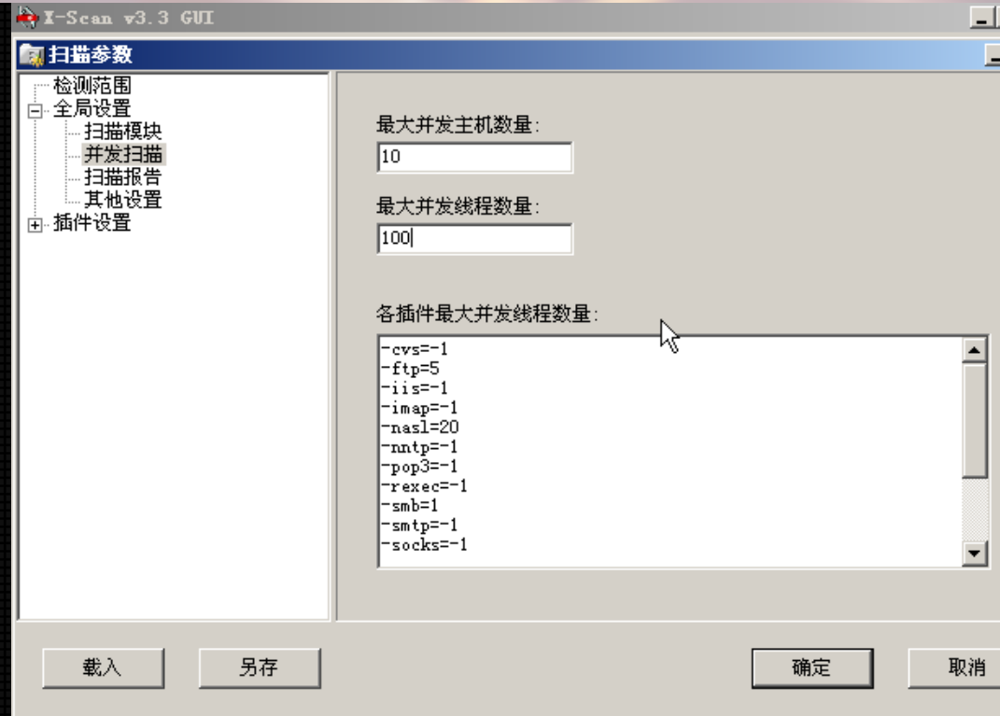 X-Scan v3.3 GUI
扫描参数
检测范围
全局设置
扫描模块
并发扫描
扫描报告
其他设置
插件设置
最大并发主机数量:
10
最大并发线程数量:
100
各插件最大并发线程数量:
-cvs=-1
-ftp=5
-iis=-1
-imap=-1
-nasl=20
-nntp=-1
-pop3=-1
-rexec=-1
-smb=1
-smtp=-1
-socks=-1
载入
另存
确定
取消